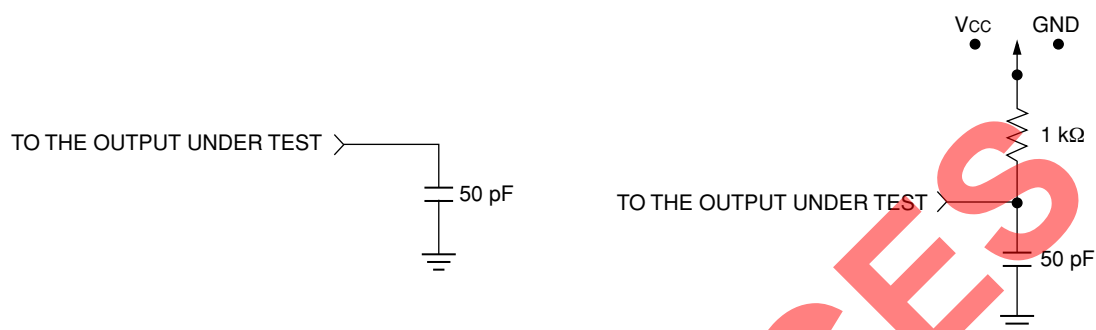 VCC GND
1 kΩ
TO THE OUTPUT UNDER TEST
50 pF
TO THE OUTPUT UNDER TEST
50 pF